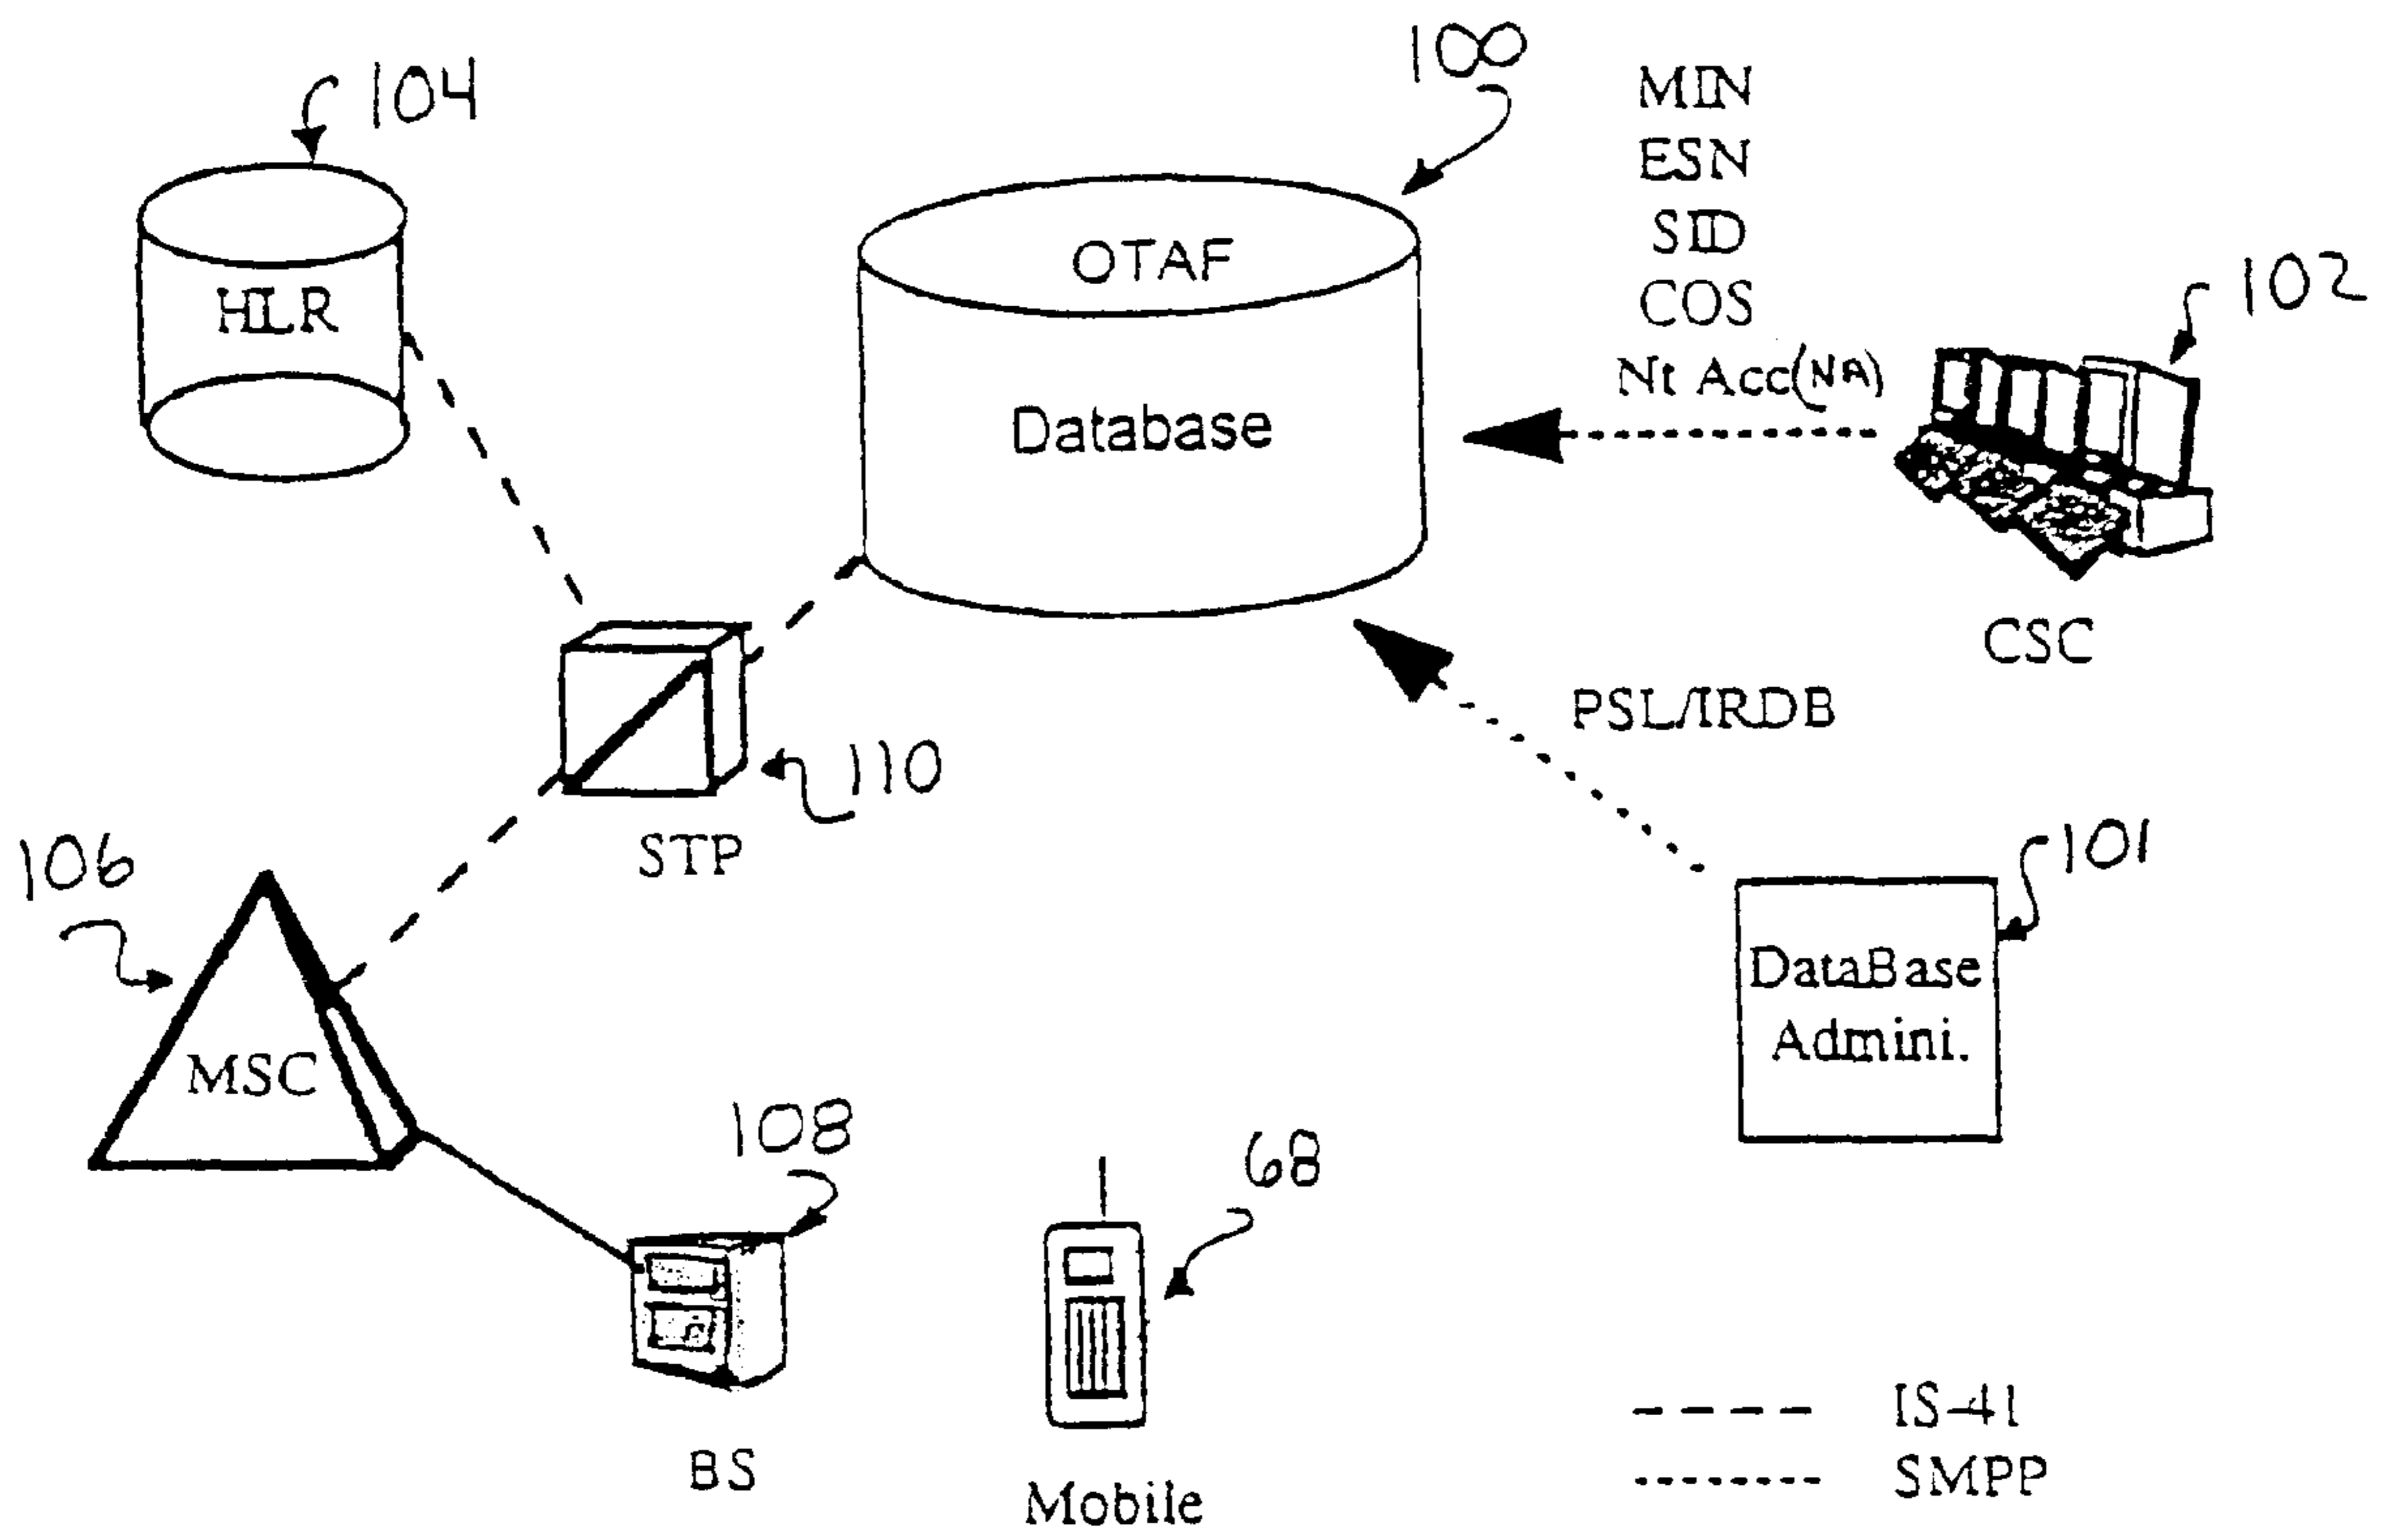 104
100
MIN
ESN
SID
COS
Nt Acc(NA)
102
OTAF
HLR
Database
CSC
PSL/IRDB
110
STP
106
101
DataBase
Admini.
MSC
108
68
BS
Mobile
IS-41
SMPP